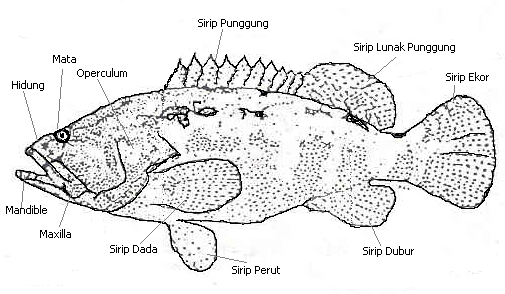 Sirip Punggung
Sirip Lunak Punggung
Mata
Operculum
Sirip Ekor
Hidung
Mandible
Maxilla
Sirip Dada
Sirip Dubur
Sirip Perut